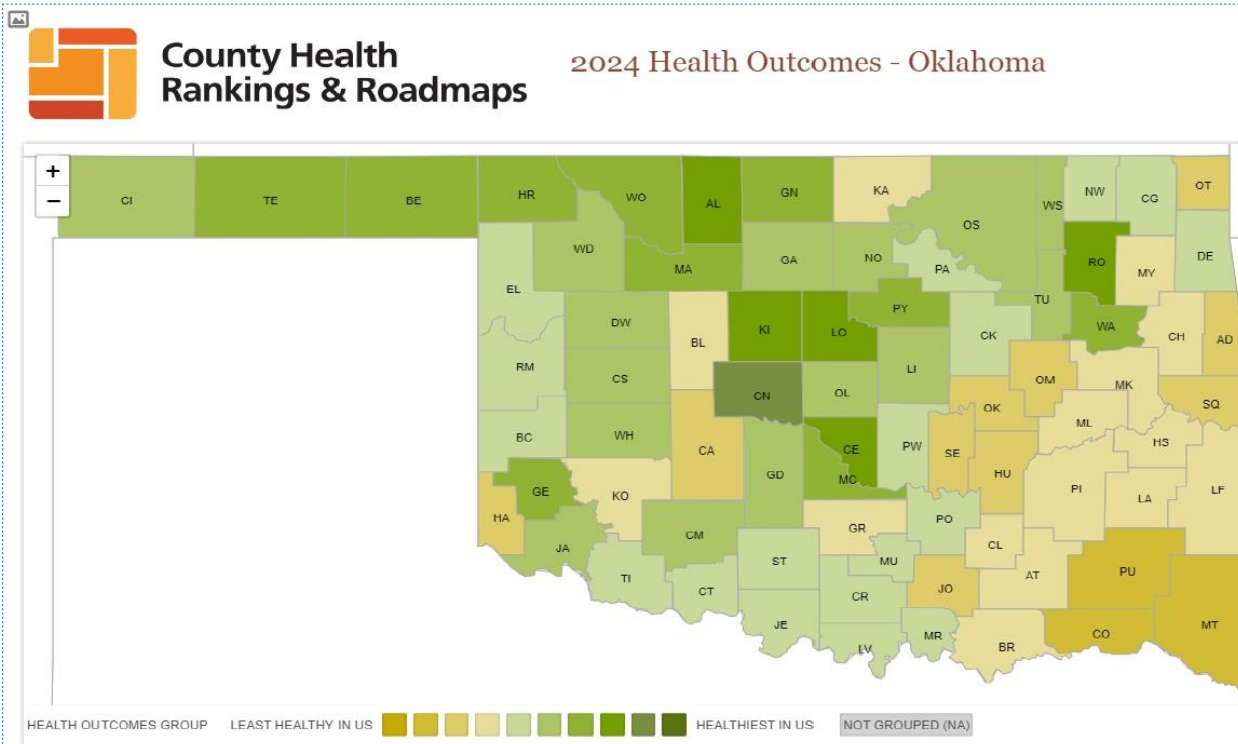 County Health
Rankings & Roadmaps
2024 Health Outcomes - Oklahoma
+
−
CI
TE
BE
HR
WO
AL
GN
KA
OS
WS
NW
CG
OT
WD
MA
GA
NO
PA
RO
MY
DE
EL
DW
BL
KI
LO
PY
TU
WA
CH
AD
RM
CS
CN
OL
LI
CK
OM
MK
SQ
BC
WH
CA
GD
CE
MC
PW
SE
OK
HU
ML
HS
LF
GE
KO
HA
JA
CM
GR
PO
PI
LA
TI
CT
ST
MU
CL
AT
PU
JE
CR
JO
CO
MT
LV
MR
BR
HEALTH OUTCOMES GROUP LEAST HEALTHY IN US HEALTHIEST IN US NOT GROUPED (NA)